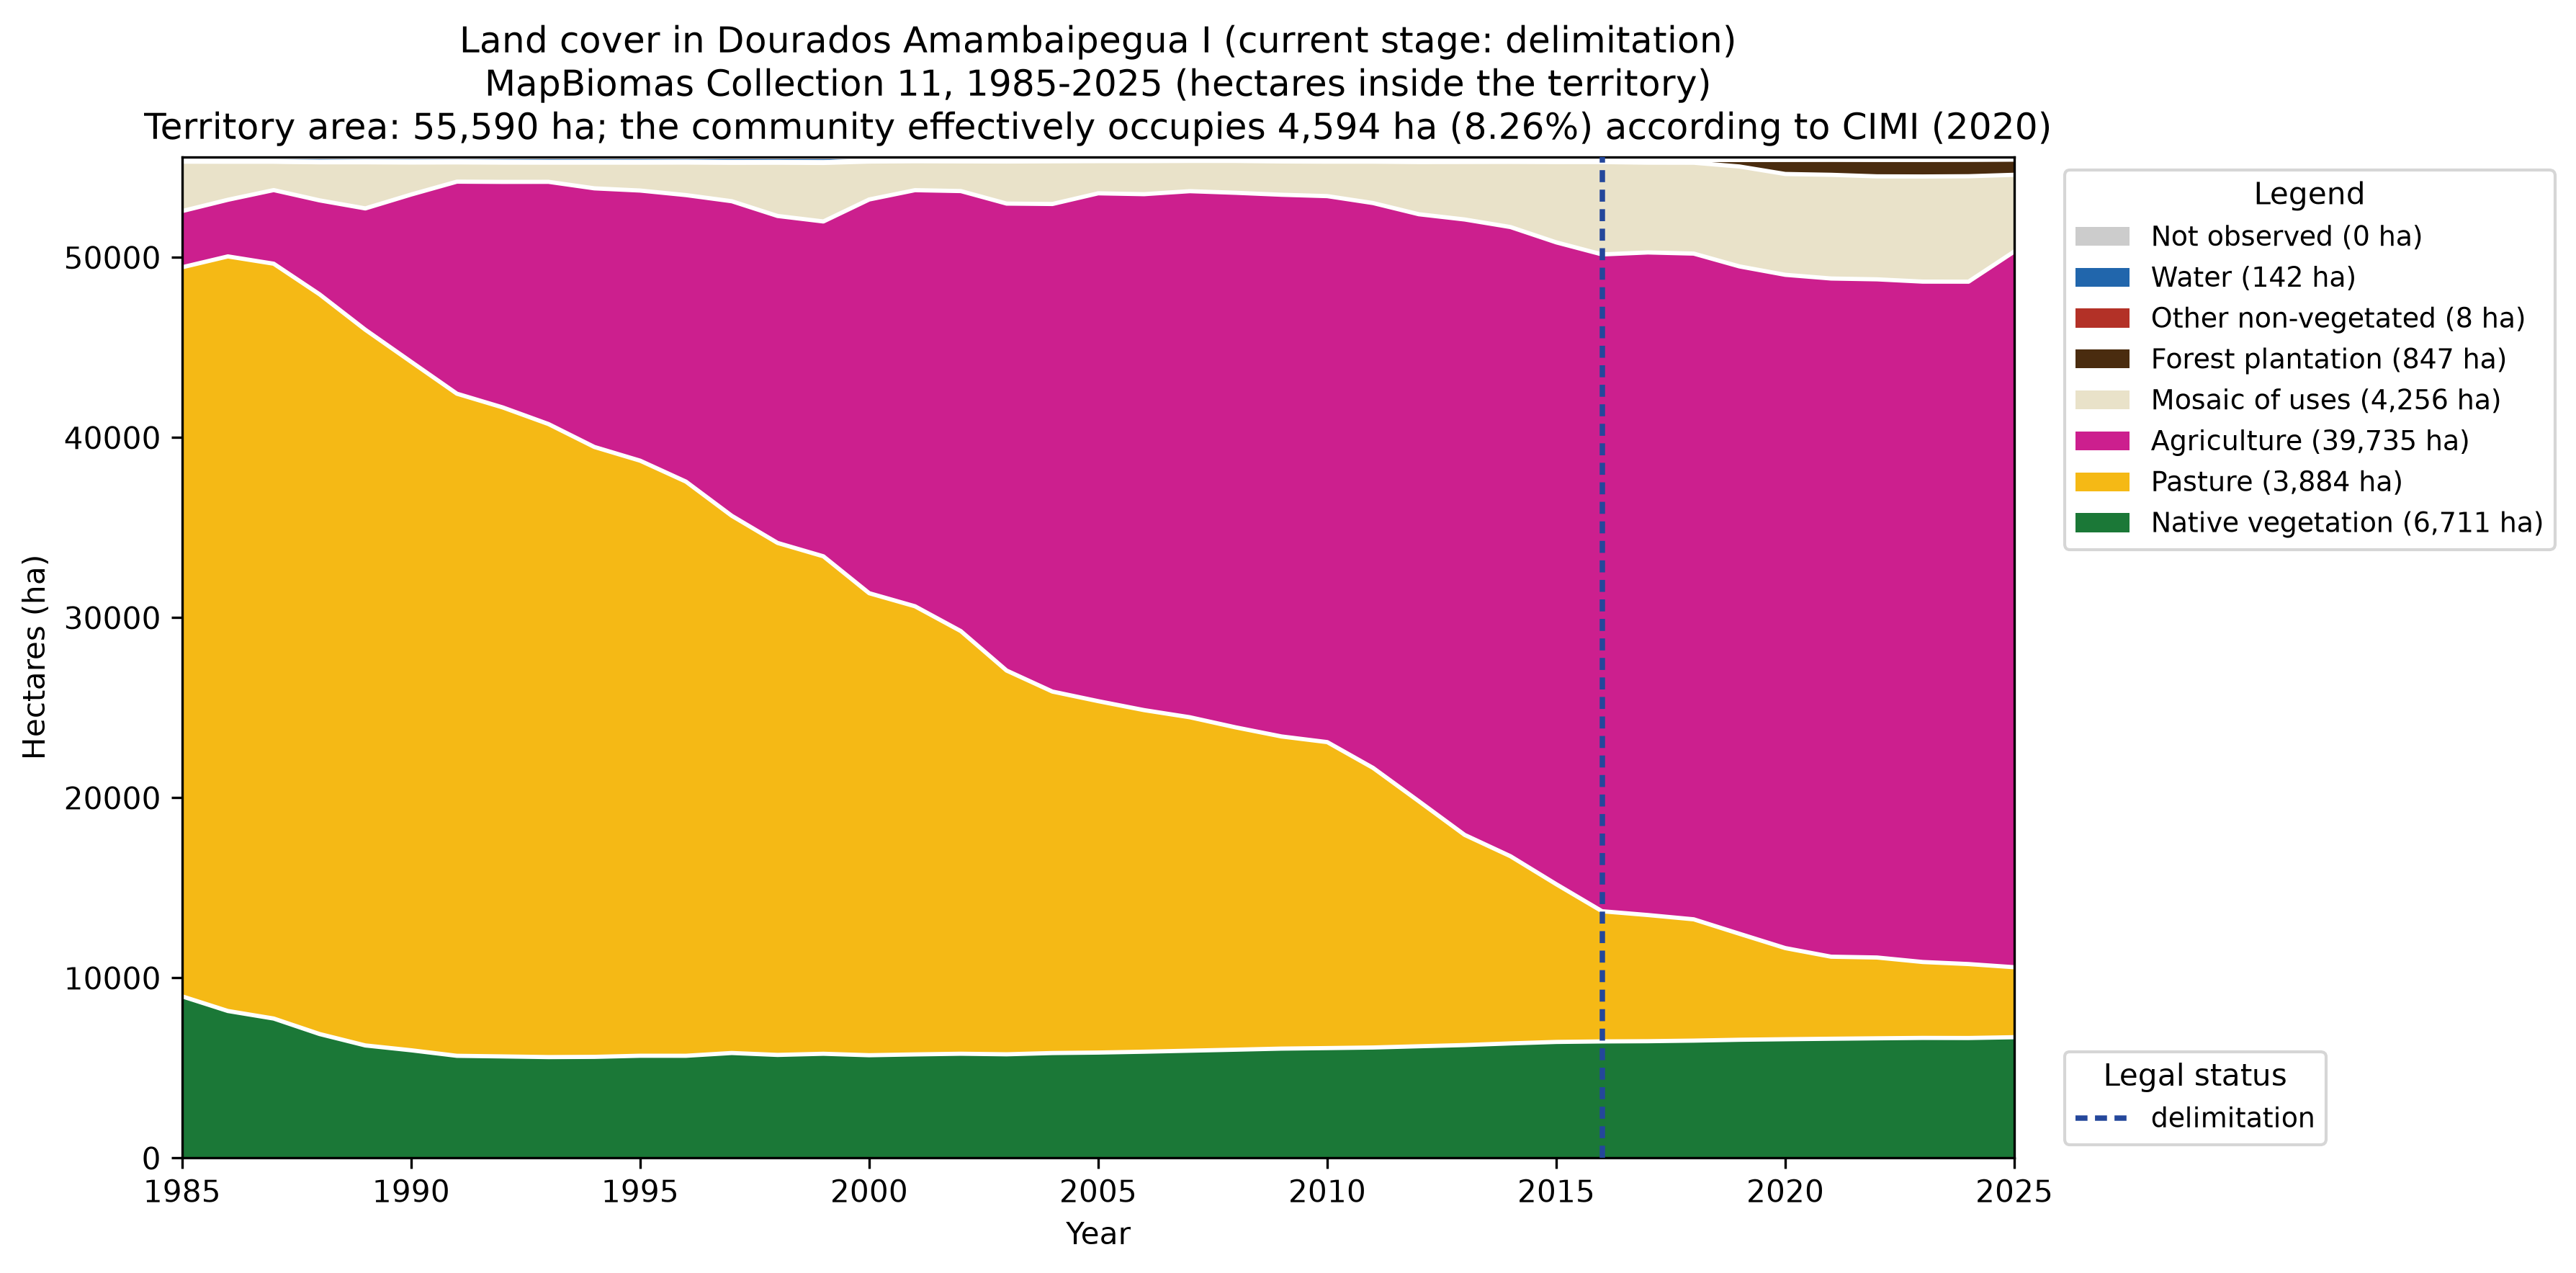 Land cover in Dourados Amambaipegua I (current stage: delimitation)
MapBiomas Collection 11, 1985-2025 (hectares inside the territory)
Territory area: 55,590 ha; the community effectively occupies 4,594 ha (8.26%) according to CIMI (2020)
Hectares (ha)
50000
40000
30000
20000
10000
0
1985
1990
1995
2000
2005
2010
2015
2020
2025
Year
Legend
Not observed (0 ha)
Water (142 ha)
Other non-vegetated (8 ha)
Forest plantation (847 ha)
Mosaic of uses (4,256 ha)
Agriculture (39,735 ha)
Pasture (3,884 ha)
Native vegetation (6,711 ha)
Legal status
delimitation